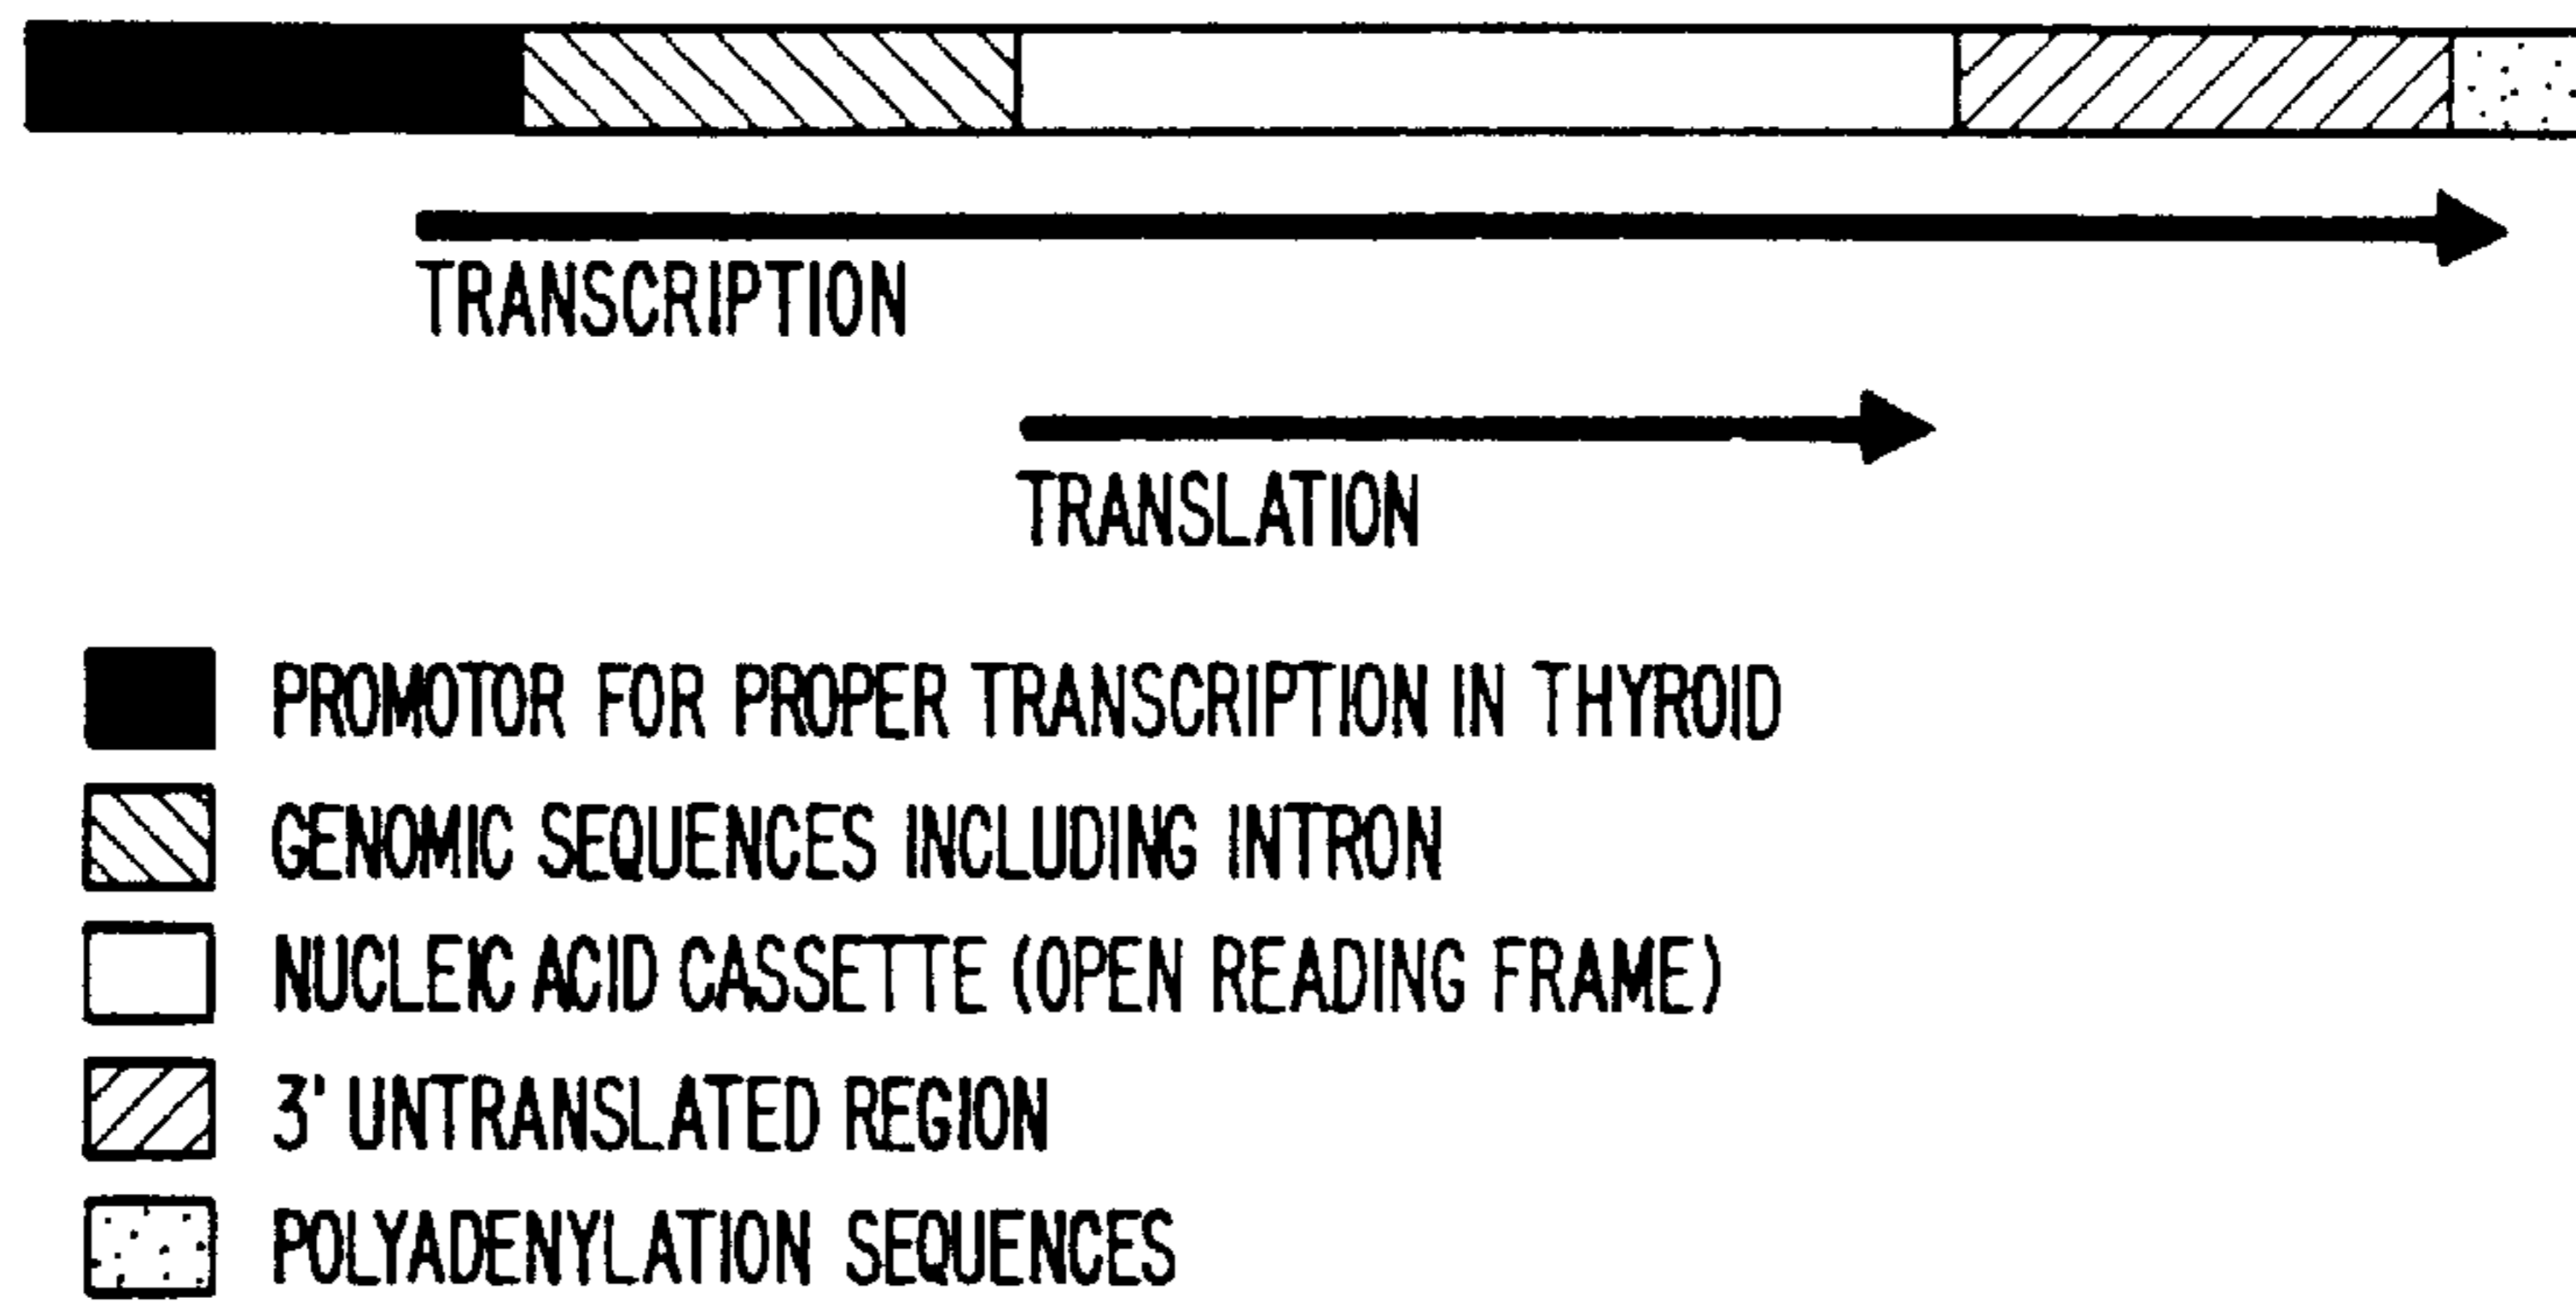 TRANSCRIPTION
TRANSLATION
PROMOTOR FOR PROPER TRANSCRIPTION IN THYROID
GENOMIC SEQUENCES INCLUDING INTRON
NUCLEIC ACID CASSETTE (OPEN READING FRAME)
3' UNTRANSLATED REGION
POLYADENYLATION SEQUENCES